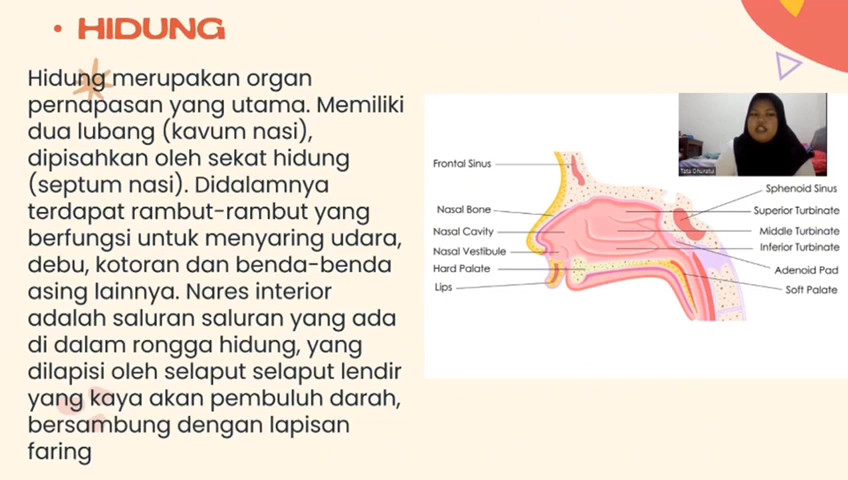 • HIDUNG
Hidung merupakan organ
pernapasan yang utama. Memiliki
dua lubang (kavum nasi),
dipisahkan oleh sekat hidung
(septum nasi). Didalamnya
terdapat rambut-rambut yang
berfungsi untuk menyaring udara,
debu, kotoran dan benda-benda
asing lainnya. Nares interior
adalah saluran saluran yang ada
di dalam rongga hidung, yang
dilapisi oleh selaput selaput lendir
yang kaya akan pembuluh darah,
bersambung dengan lapisan
faring
Frontal Sinus
Nasal Bone
Nasal Cavity
Nasal Vestibule
Hard Palate
Lips
Sphenoid Sinus
Superior Turbinate
Middle Turbinate
Inferior Turbinate
Adenoid Pad
Soft Palate